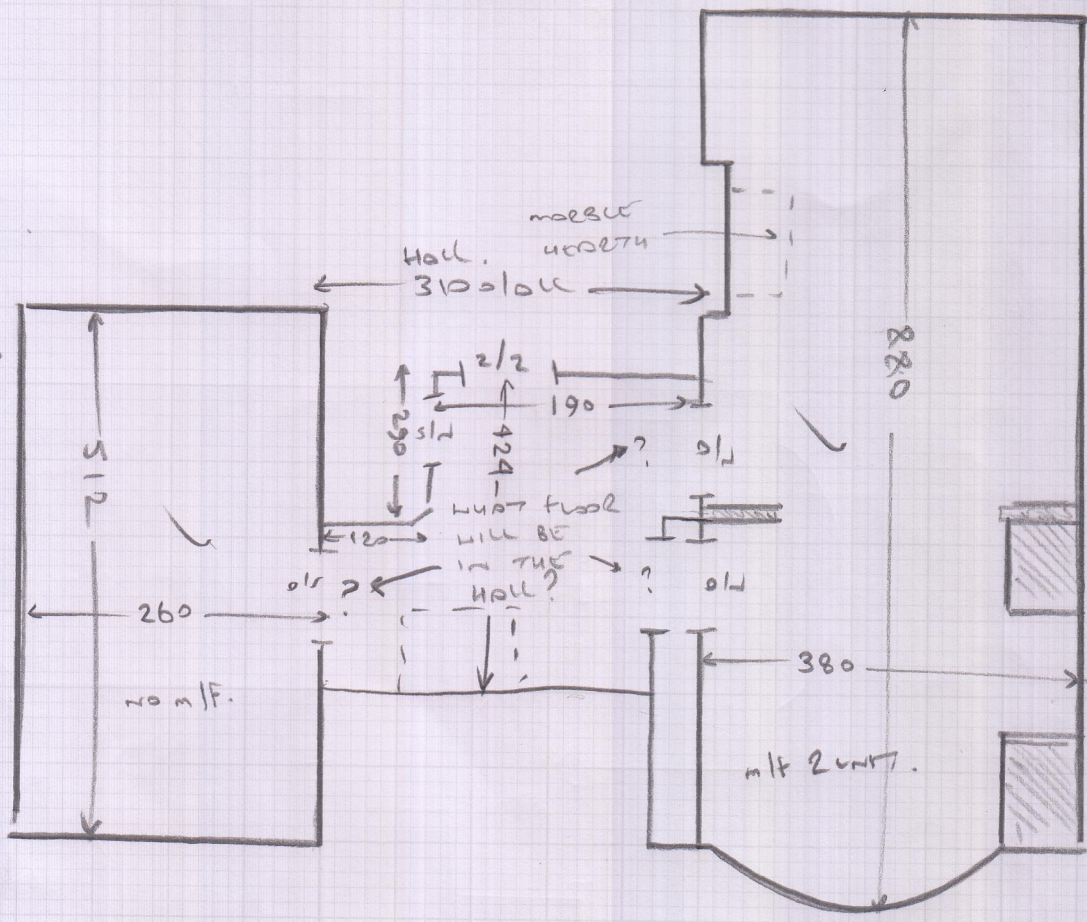 MARBLE
HEARTH
HALL.
310 O/ALL
2/2
190
290
424
880
512
?
WHAT FLOOR
WILL BE
IN THE
HALL?
120
?
?
260
380
NO M/F.
M/F 2 UNIT.